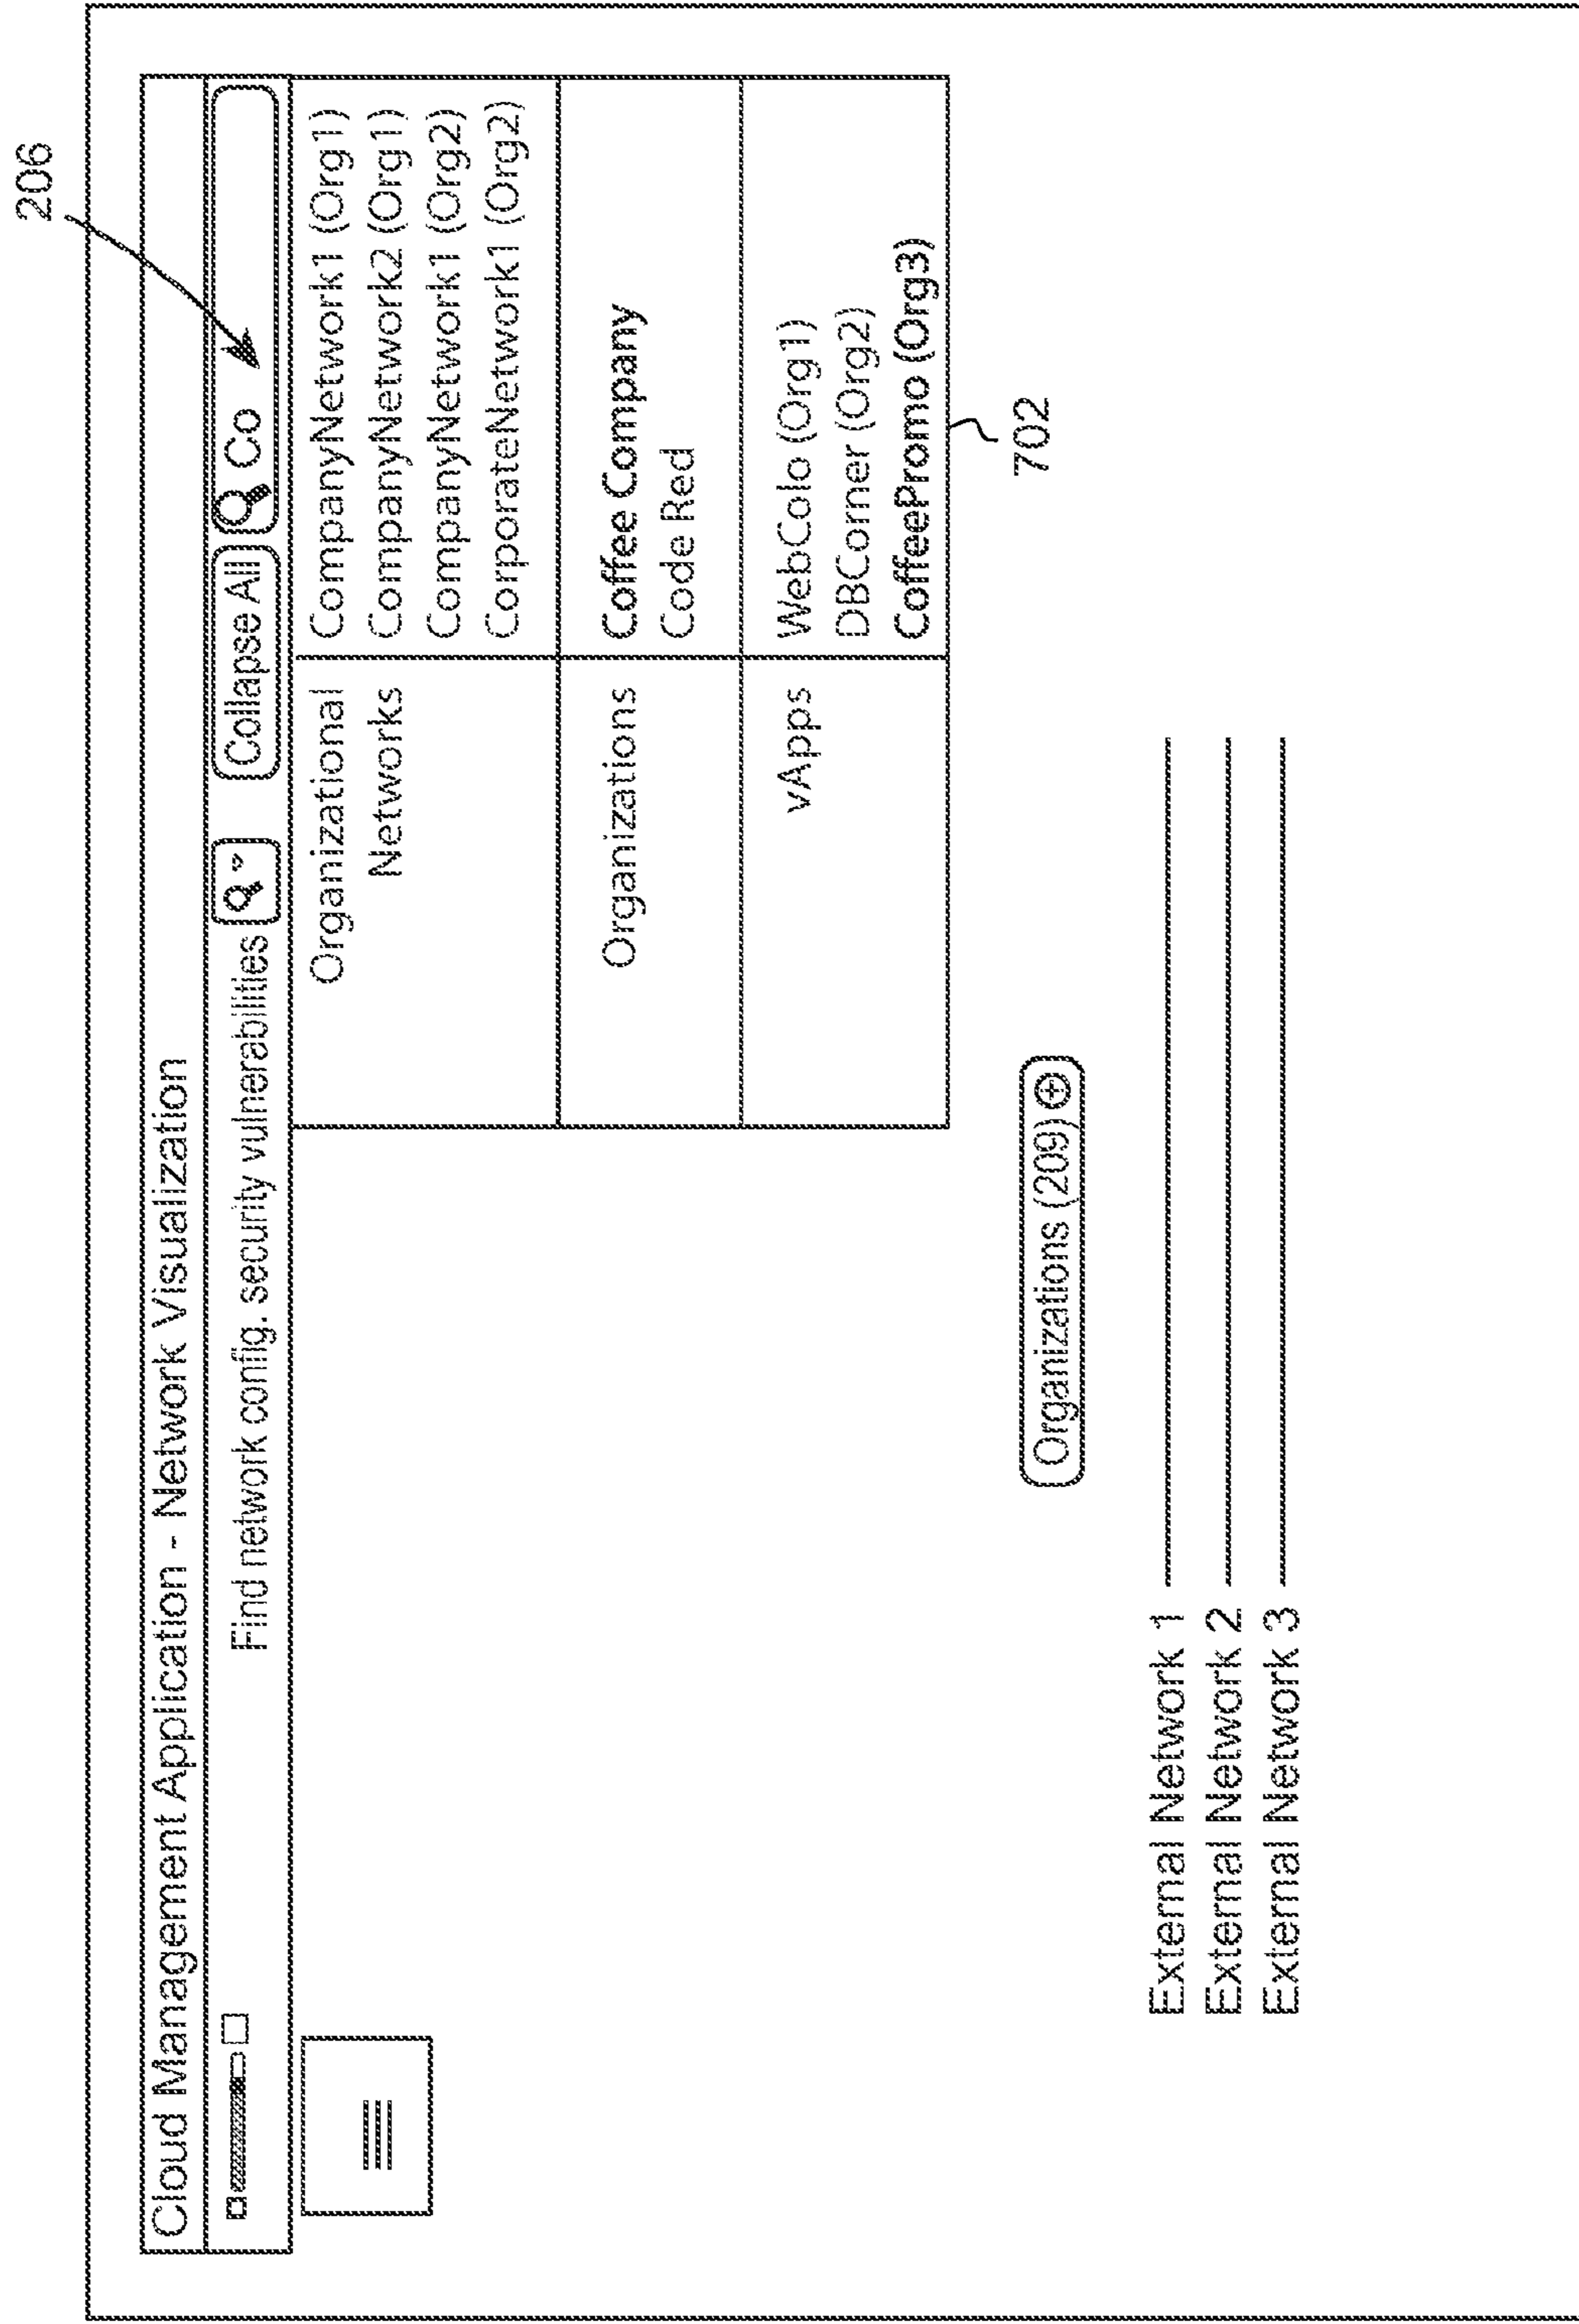 206
Cloud Management Application - Network Visualization
Find network config. security vulnerabilities
Collapse All
Co
Organizational
Networks
CompanyNetwork1 (Org1)
CompanyNetwork2 (Org1)
CompanyNetwork1 (Org2)
CorporateNetwork1 (Org2)
Organizations
Coffee Company
Code Red
vApps
WebColo (Org1)
DBCorner (Org2)
CoffeePromo (Org3)
702
Organizations (209)
External Network 1
External Network 2
External Network 3